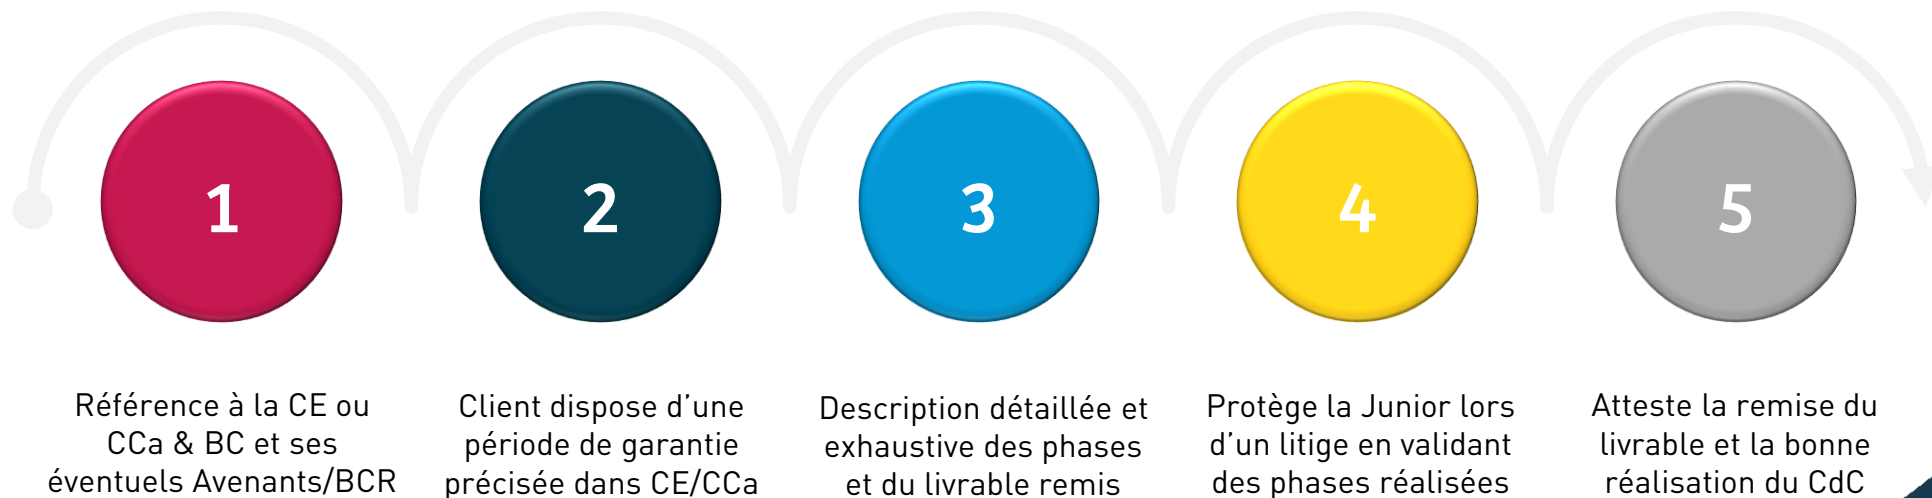 1
Référence à la CE ou
CCa & BC et ses
éventuels Avenants/BCR
2
Client dispose d’une
période de garantie
précisée dans CE/CCa
3
Description détaillée et
exhaustive des phases
et du livrable remis
4
Protège la Junior lors
d’un litige en validant
des phases réalisées
5
Atteste la remise du
livrable et la bonne
réalisation du CdC